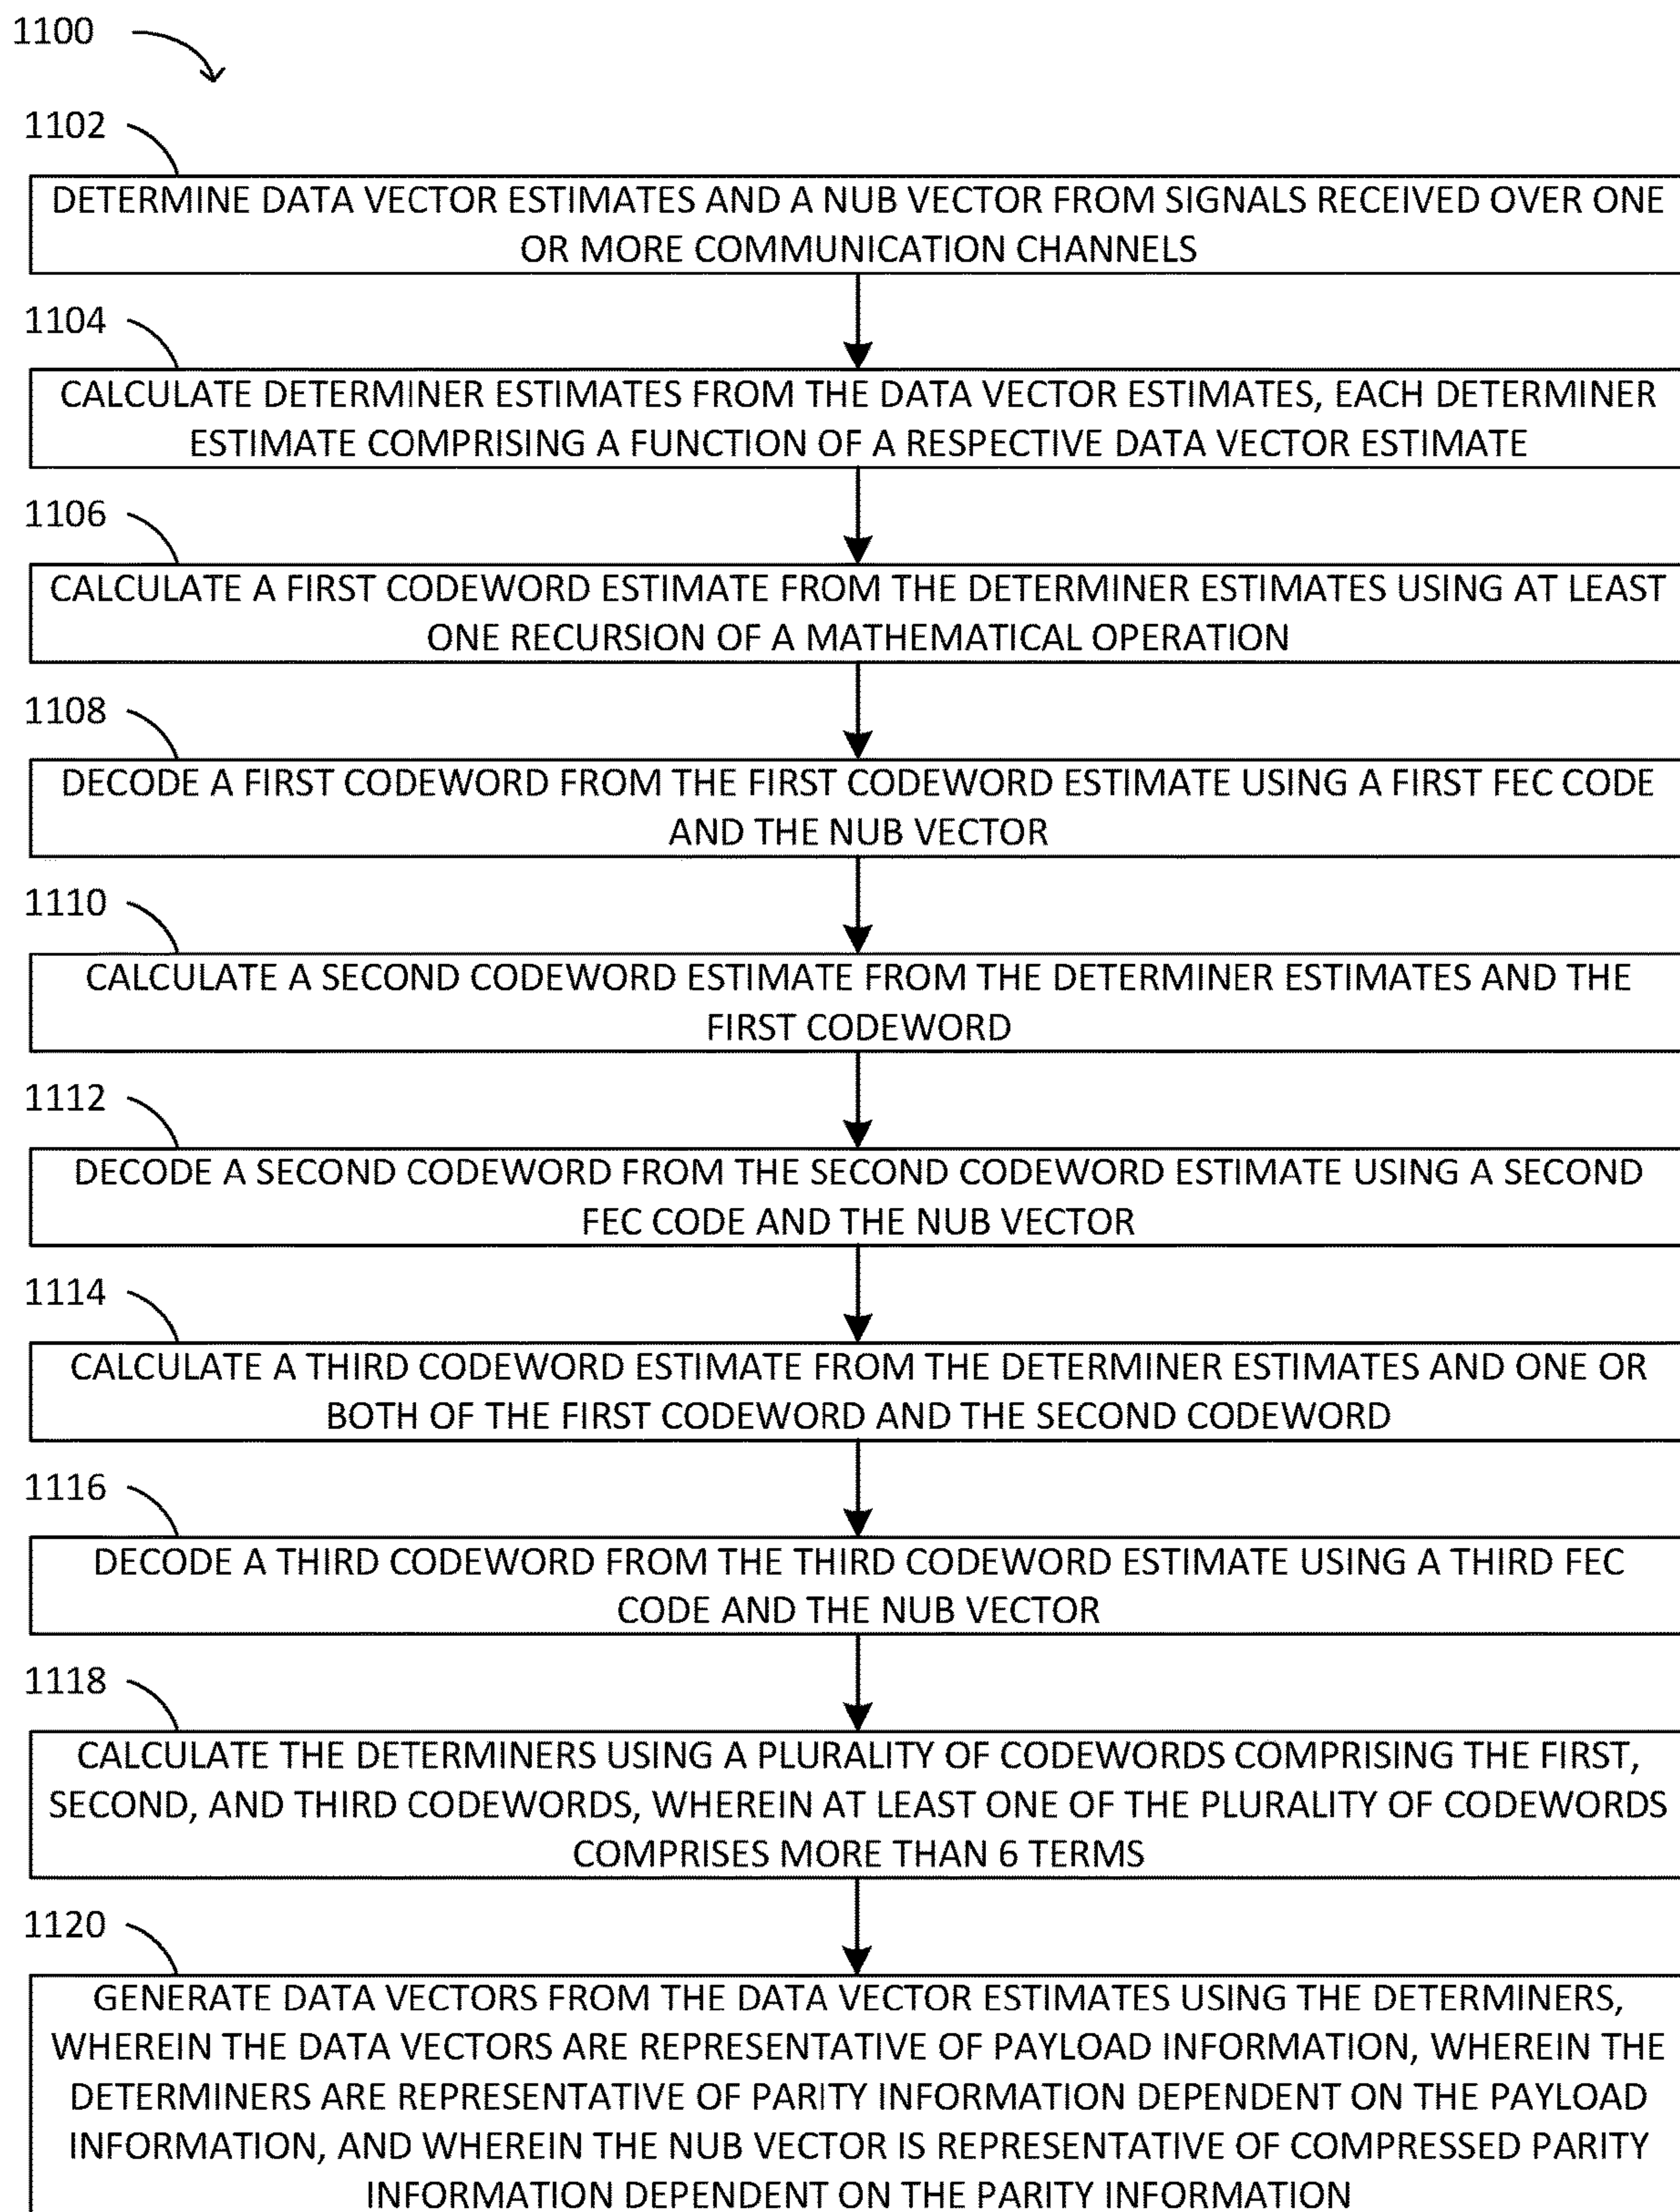 1100
1102
DETERMINE DATA VECTOR ESTIMATES AND A NUB VECTOR FROM SIGNALS RECEIVED OVER ONE
OR MORE COMMUNICATION CHANNELS
1104
CALCULATE DETERMINER ESTIMATES FROM THE DATA VECTOR ESTIMATES, EACH DETERMINER
ESTIMATE COMPRISING A FUNCTION OF A RESPECTIVE DATA VECTOR ESTIMATE
1106
CALCULATE A FIRST CODEWORD ESTIMATE FROM THE DETERMINER ESTIMATES USING AT LEAST
ONE RECURSION OF A MATHEMATICAL OPERATION
1108
DECODE A FIRST CODEWORD FROM THE FIRST CODEWORD ESTIMATE USING A FIRST FEC CODE
AND THE NUB VECTOR
1110
CALCULATE A SECOND CODEWORD ESTIMATE FROM THE DETERMINER ESTIMATES AND THE
FIRST CODEWORD
1112
DECODE A SECOND CODEWORD FROM THE SECOND CODEWORD ESTIMATE USING A SECOND
FEC CODE AND THE NUB VECTOR
1114
CALCULATE A THIRD CODEWORD ESTIMATE FROM THE DETERMINER ESTIMATES AND ONE OR
BOTH OF THE FIRST CODEWORD AND THE SECOND CODEWORD
1116
DECODE A THIRD CODEWORD FROM THE THIRD CODEWORD ESTIMATE USING A THIRD FEC
CODE AND THE NUB VECTOR
1118
CALCULATE THE DETERMINERS USING A PLURALITY OF CODEWORDS COMPRISING THE FIRST,
SECOND, AND THIRD CODEWORDS, WHEREIN AT LEAST ONE OF THE PLURALITY OF CODEWORDS
COMPRISES MORE THAN 6 TERMS
1120
GENERATE DATA VECTORS FROM THE DATA VECTOR ESTIMATES USING THE DETERMINERS,
WHEREIN THE DATA VECTORS ARE REPRESENTATIVE OF PAYLOAD INFORMATION, WHEREIN THE
DETERMINERS ARE REPRESENTATIVE OF PARITY INFORMATION DEPENDENT ON THE PAYLOAD
INFORMATION, AND WHEREIN THE NUB VECTOR IS REPRESENTATIVE OF COMPRESSED PARITY
INFORMATION DEPENDENT ON THE PARITY INFORMATION